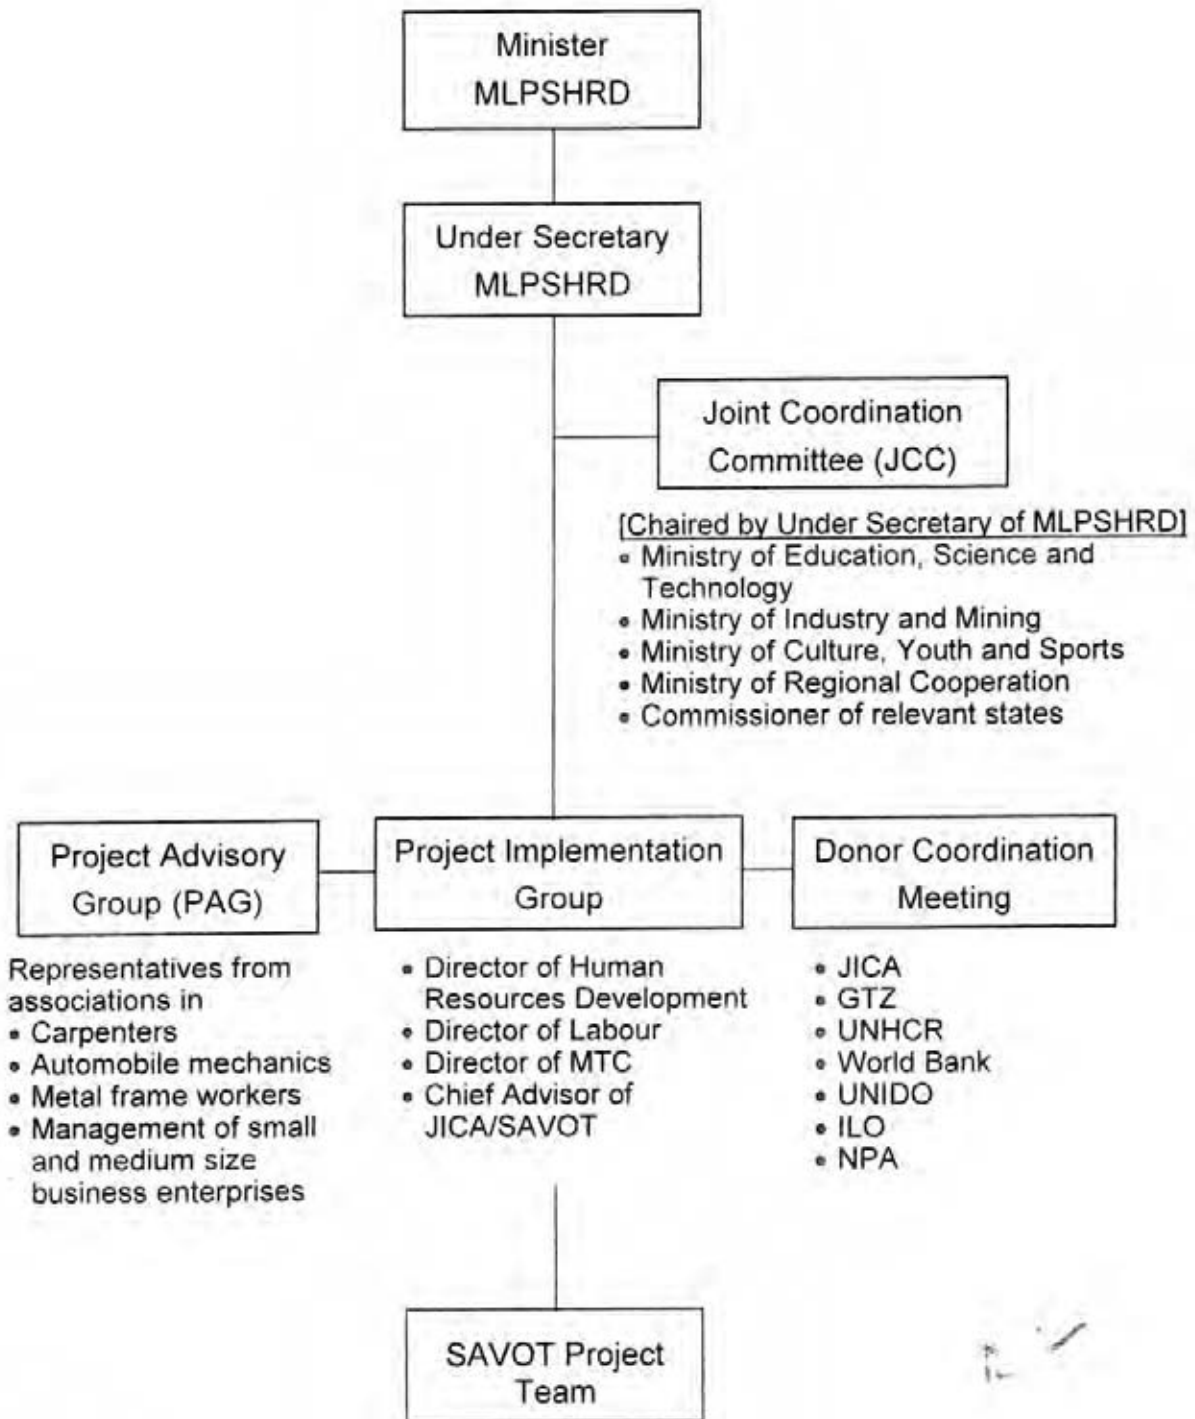 Minister
MLPSHRD
Under Secretary
MLPSHRD
Joint Coordination
Committee (JCC)
[Chaired by Under Secretary of MLPSHRD]
• Ministry of Education, Science and
Technology
• Ministry of Industry and Mining
• Ministry of Culture, Youth and Sports
• Ministry of Regional Cooperation
• Commissioner of relevant states
Project Advisory
Group (PAG)
Representatives from
associations in
• Carpenters
• Automobile mechanics
• Metal frame workers
• Management of small
and medium size
business enterprises
Project Implementation
Group
• Director of Human
Resources Development
• Director of Labour
• Director of MTC
• Chief Advisor of
JICA/SAVOT
Donor Coordination
Meeting
• JICA
• GTZ
• UNHCR
• World Bank
• UNIDO
• ILO
• NPA
SAVOT Project
Team